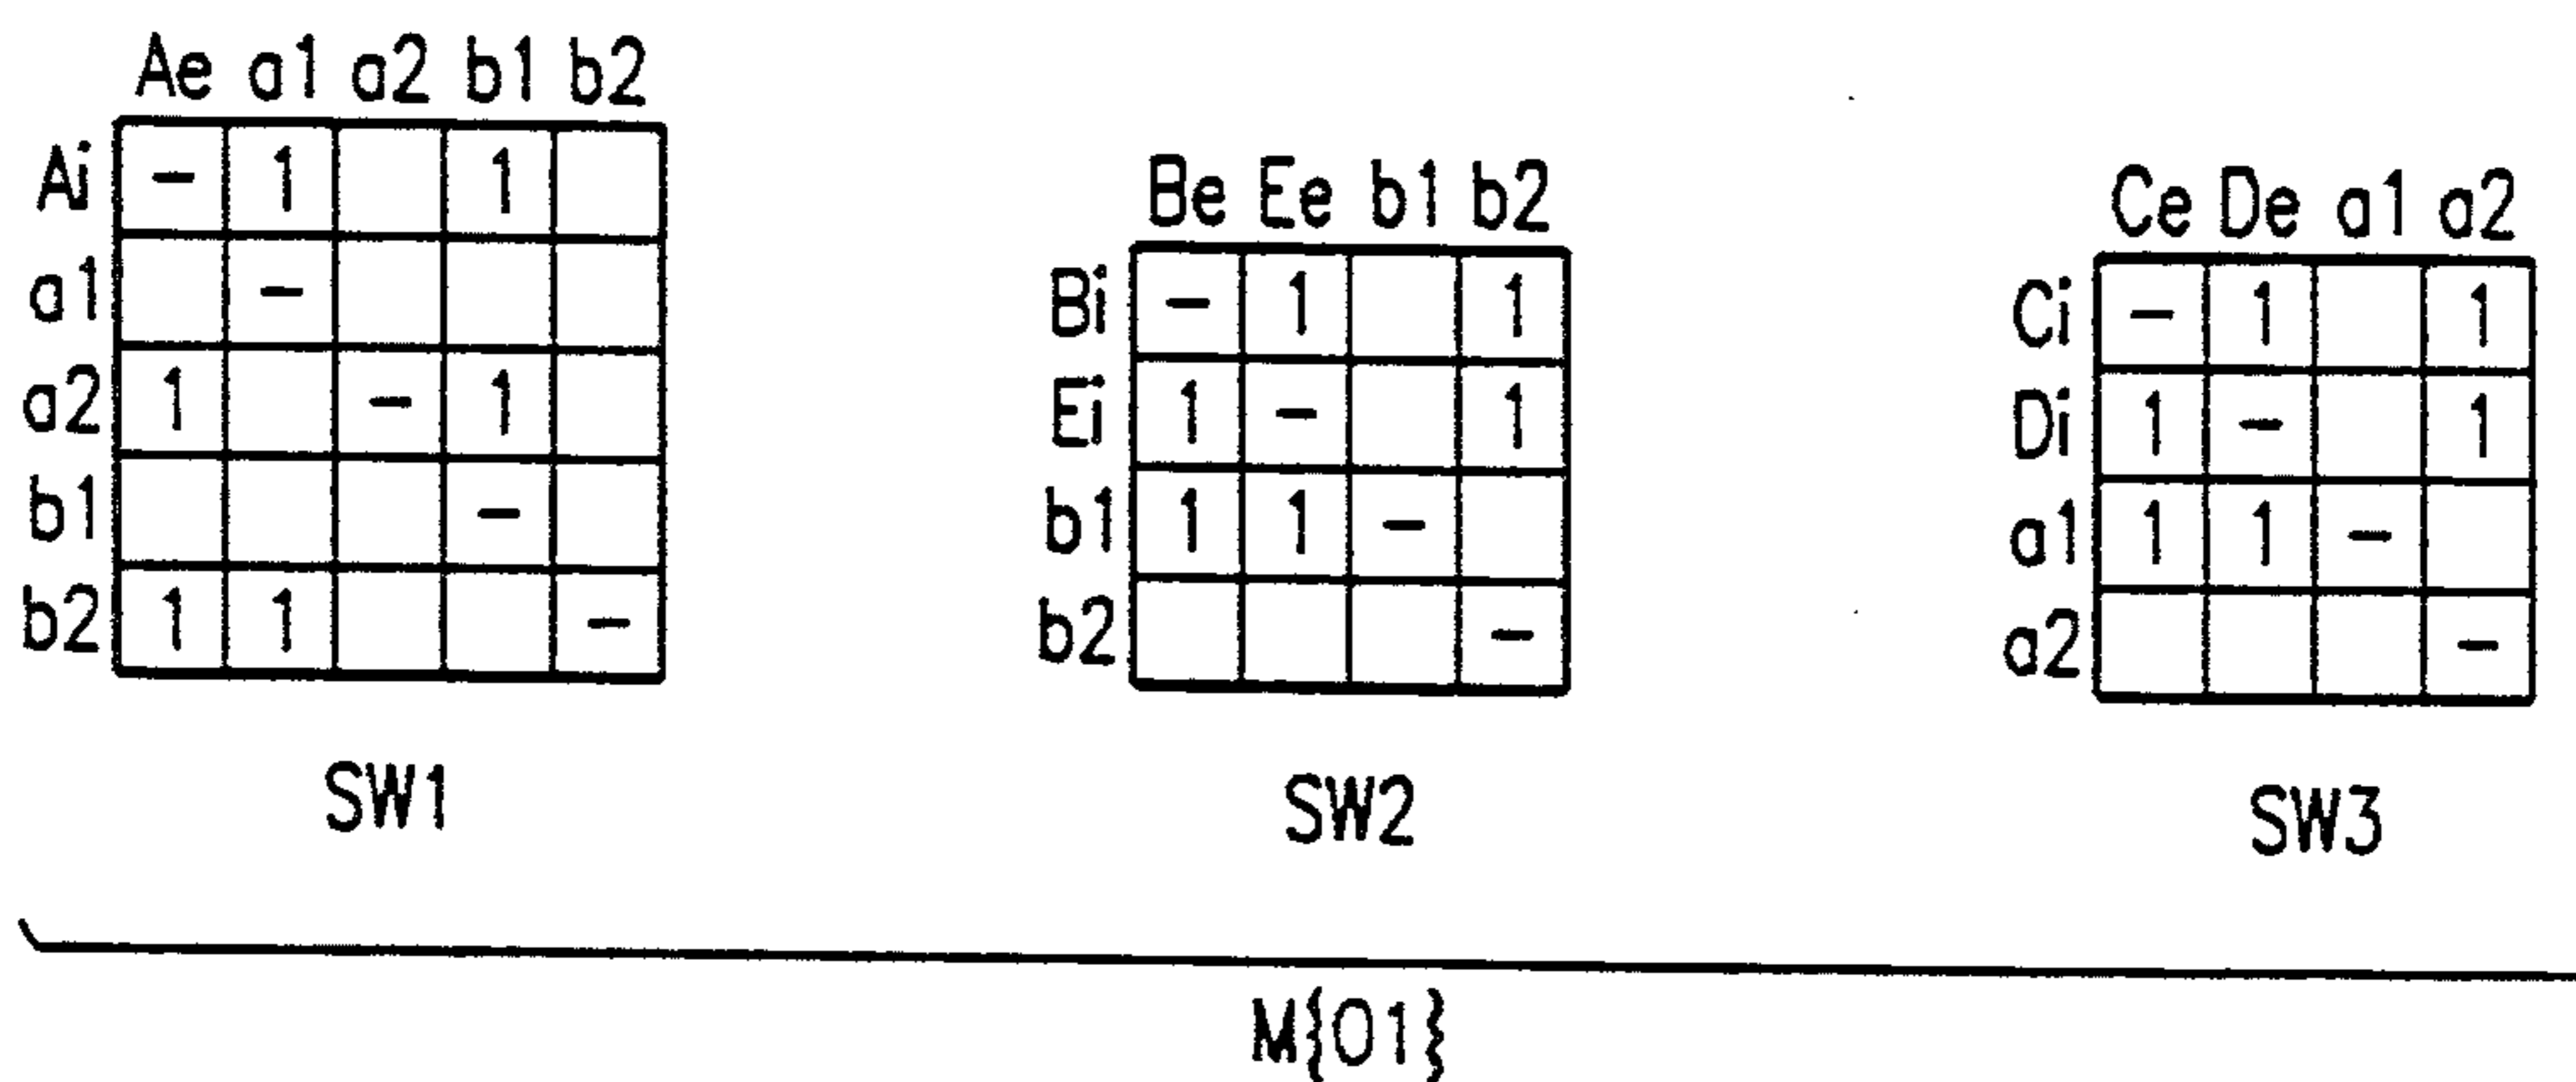 Ae a1 a2 b1 b2
Ai - 1 1
a1 -
a2 1 - 1
b1 -
b2 1 1 -
SW1
Be Ee b1 b2
Bi - 1 1
Ei 1 - 1
b1 1 1 -
b2 -
SW2
Ce De a1 a2
Ci - 1 1
Di 1 - 1
a1 1 1 -
a2 -
SW3
M{01}